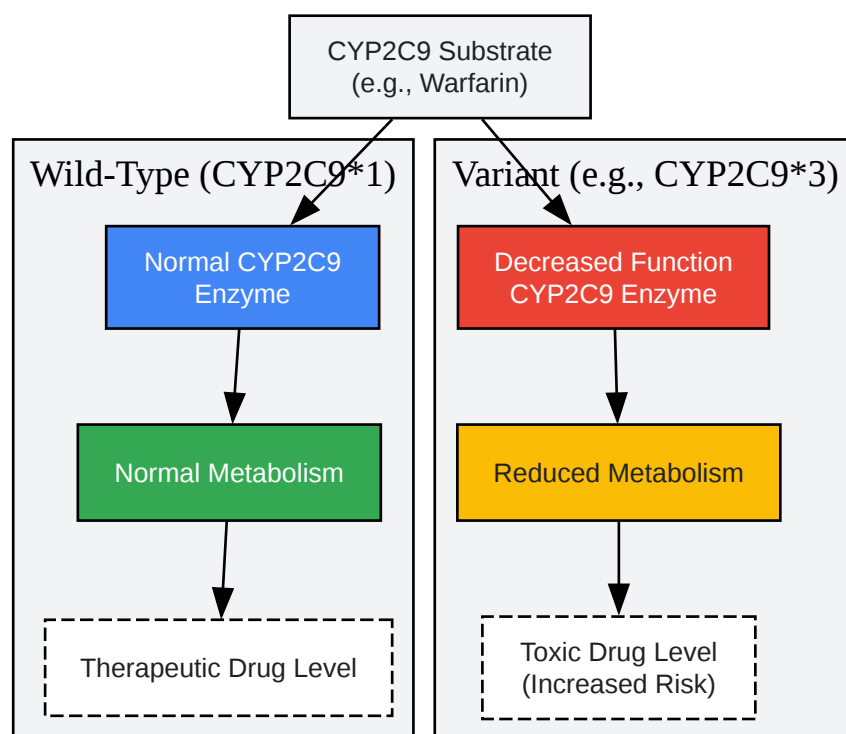 CYP2C9 Substrate
(e.g., Warfarin)
Wild-Type (CYP2C9*1)
Normal CYP2C9
Enzyme
Normal Metabolism
Therapeutic Drug Level
Variant (e.g., CYP2C9*3)
Decreased Function
CYP2C9 Enzyme
Reduced Metabolism
Toxic Drug Level
(Increased Risk)